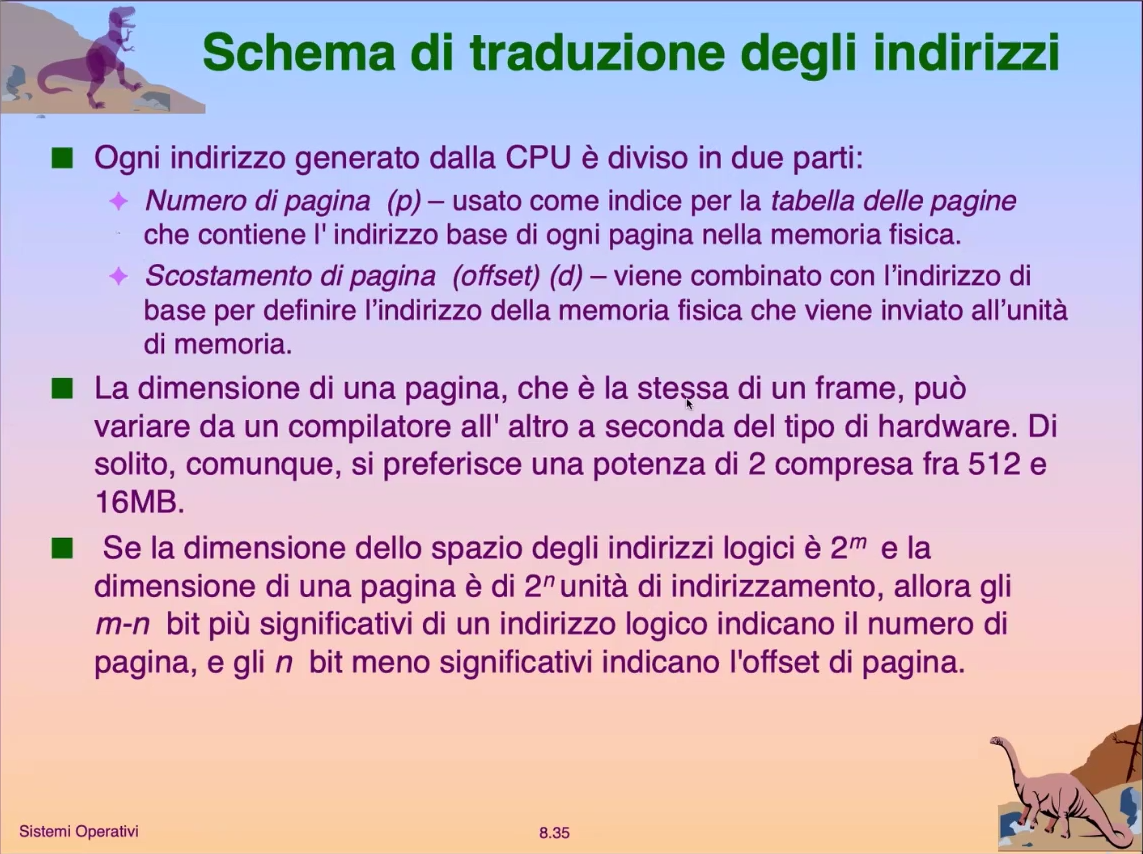 Schema di traduzione degli indirizzi
Ogni indirizzo generato dalla CPU è diviso in due parti:
Numero di pagina (p) – usato come indice per la tabella delle pagine
che contiene l' indirizzo base di ogni pagina nella memoria fisica.
Scostamento di pagina (offset) (d) – viene combinato con l’indirizzo di
base per definire l’indirizzo della memoria fisica che viene inviato all’unità
di memoria.
La dimensione di una pagina, che è la stessa di un frame, può
variare da un compilatore all' altro a seconda del tipo di hardware. Di
solito, comunque, si preferisce una potenza di 2 compresa fra 512 e
16MB.
Se la dimensione dello spazio degli indirizzi logici è 2ᵐ e la
dimensione di una pagina è di 2ⁿ unità di indirizzamento, allora gli
m-n bit più significativi di un indirizzo logico indicano il numero di
pagina, e gli n bit meno significativi indicano l'offset di pagina.
Sistemi Operativi
8.35